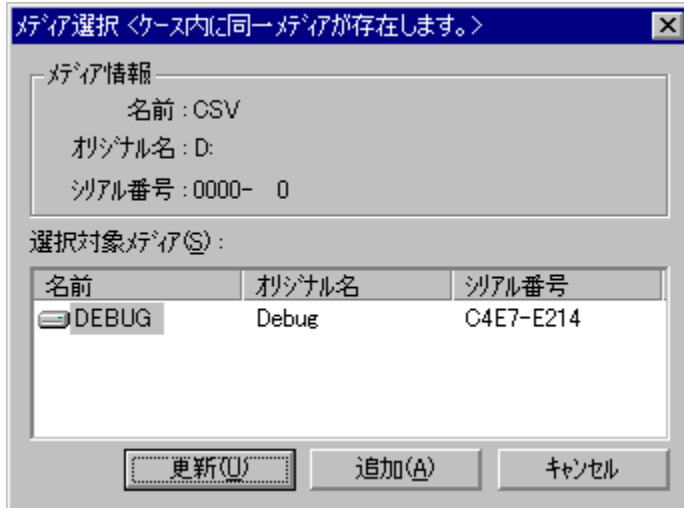 メディア選択 <ケース内に同一メディアが存在します。>
メディア情報
名前 : CSV
オリジナル名 : D:
シリアル番号 : 0000-   0
選択対象メディア(S) :
名前 オリジナル名 シリアル番号
DEBUG Debug C4E7-E214
更新(U) 追加(A) キャンセル